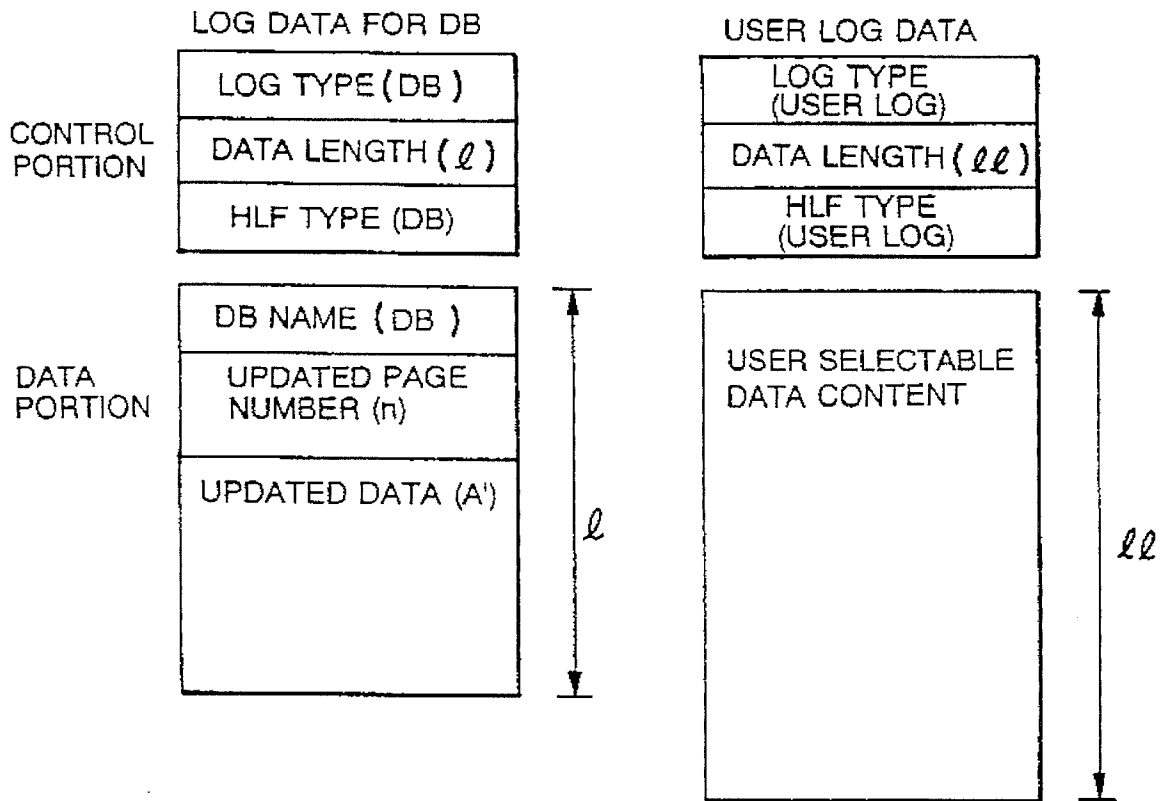 LOG DATA FOR DB
LOG TYPE (DB)
CONTROL
PORTION
DATA LENGTH (ℓ)
HLF TYPE (DB)
DATA
PORTION
DB NAME (DB)
UPDATED PAGE
NUMBER (n)
UPDATED DATA (A')
ℓ
USER LOG DATA
LOG TYPE
(USER LOG)
DATA LENGTH (ℓℓ)
HLF TYPE
(USER LOG)
USER SELECTABLE
DATA CONTENT
ℓℓ